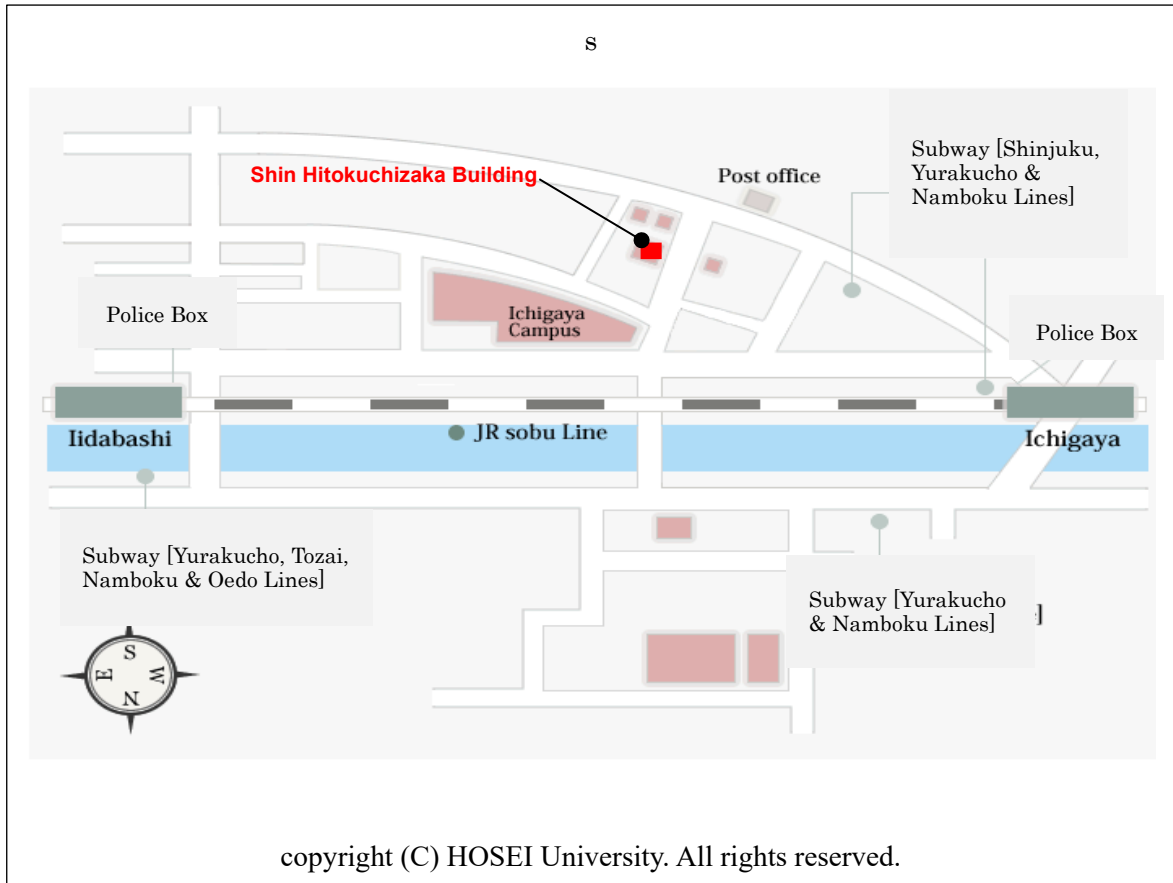 s
Subway [Shinjuku,
Yurakucho &
Namboku Lines]
Shin Hitokuchizaka Building
Post office
Police Box
Ichigaya
Campus
Police Box
Iidabashi
JR sobu Line
Ichigaya
Subway [Yurakucho, Tozai,
Namboku & Oedo Lines]
Subway [Yurakucho
& Namboku Lines]
]
S
E
W
N
copyright (C) HOSEI University. All rights reserved.